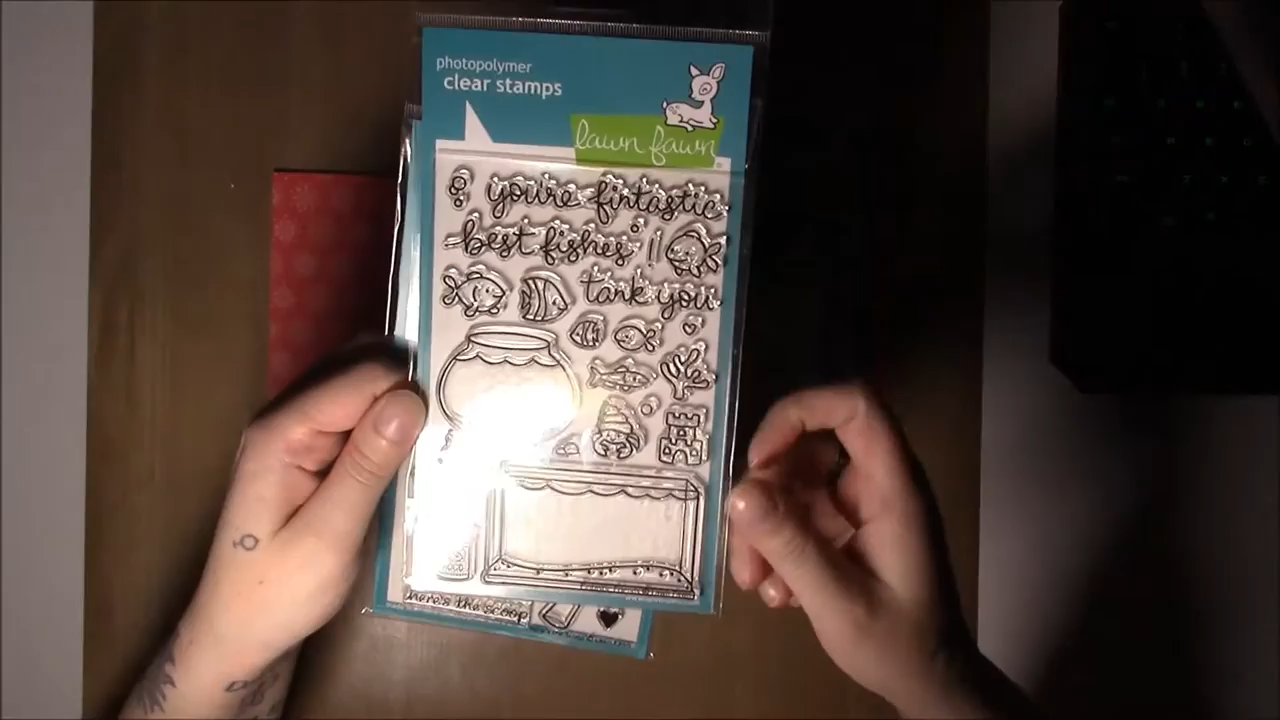 photopolymer
clear stamps
lawn fawn
you're fintastic
best fishes
tank you
here's the scoop